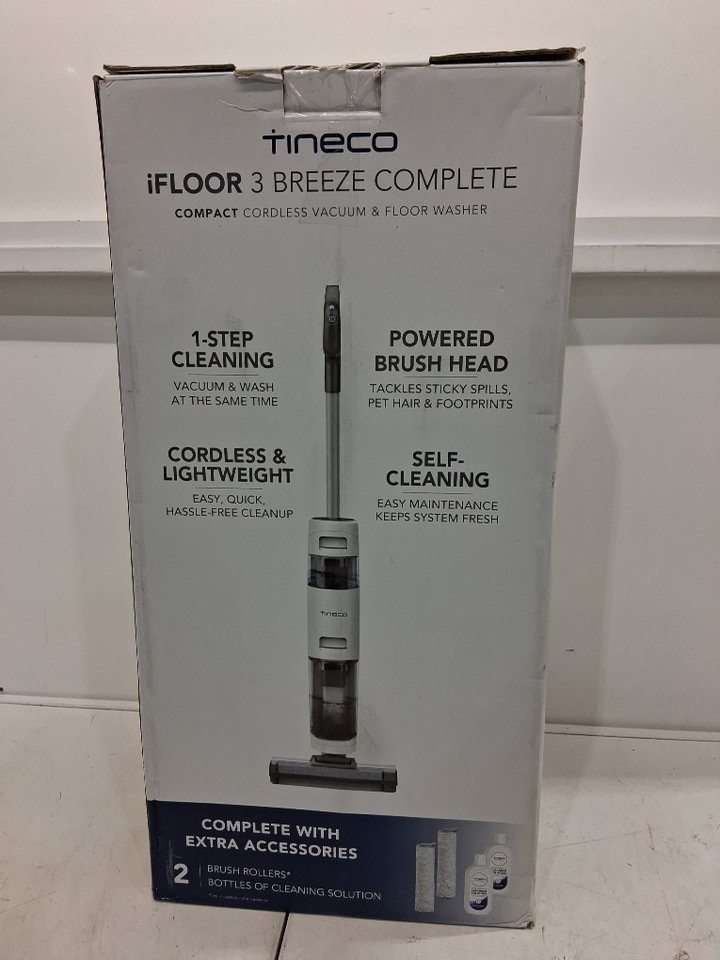 Tineco
iFLOOR 3 BREEZE COMPLETE
COMPACT CORDLESS VACUUM & FLOOR WASHER
1-STEP
CLEANING
VACUUM & WASH
AT THE SAME TIME
POWERED
BRUSH HEAD
TACKLES STICKY SPILLS,
PET HAIR & FOOTPRINTS
CORDLESS &
LIGHTWEIGHT
EASY, QUICK,
HASSLE-FREE CLEANUP
SELF-
CLEANING
EASY MAINTENANCE
KEEPS SYSTEM FRESH
Tineco
COMPLETE WITH
EXTRA ACCESSORIES
2 BRUSH ROLLERS*
BOTTLES OF CLEANING SOLUTION
Tineco
Tineco